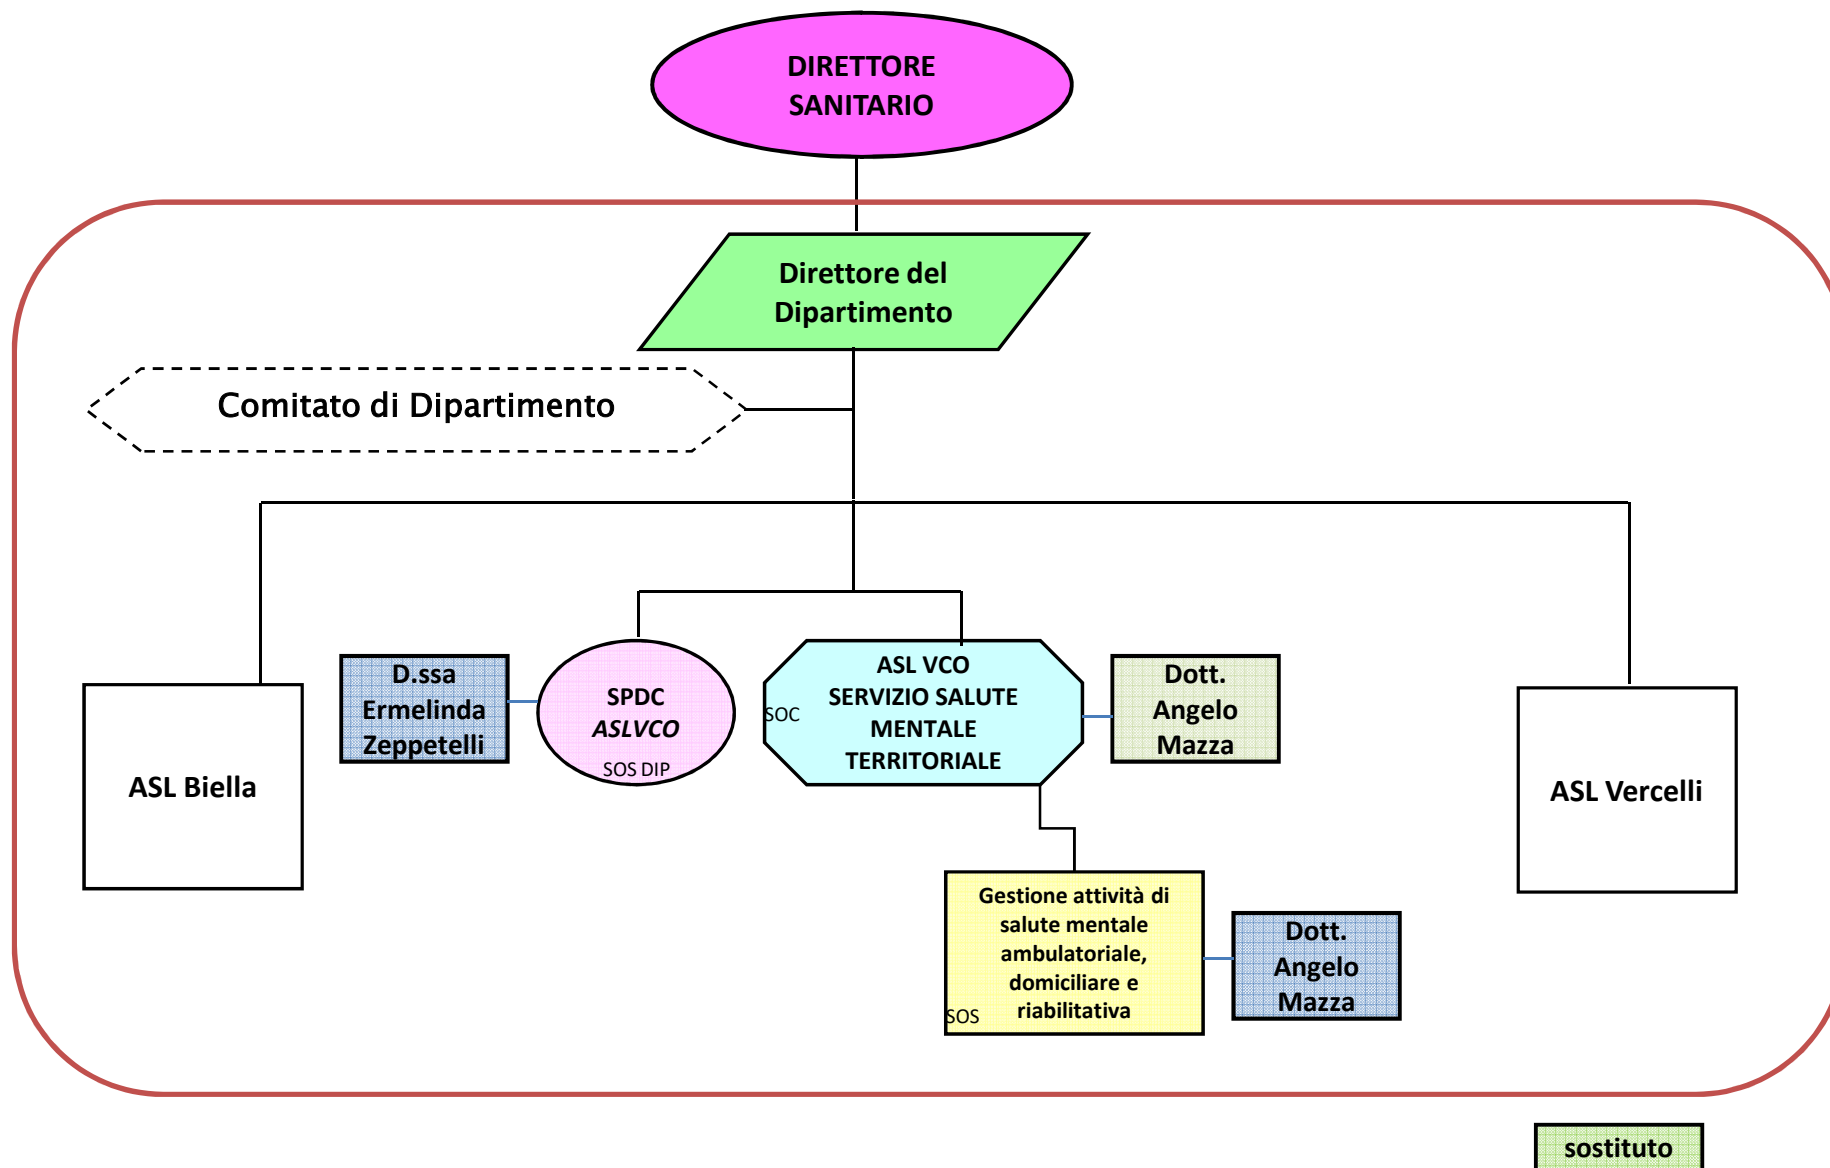 DIRETTORE
SANITARIO
Direttore del
Dipartimento
Comitato di Dipartimento
D.ssa
Ermelinda
Zeppetelli
SPDC
ASLVCO
SOS DIP
SOC
ASL VCO
SERVIZIO SALUTE
MENTALE
TERRITORIALE
Dott.
Angelo
Mazza
ASL Biella
ASL Vercelli
Gestione attività di
salute mentale
ambulatoriale,
domiciliare e
riabilitativa
SOS
Dott.
Angelo
Mazza
sostituto